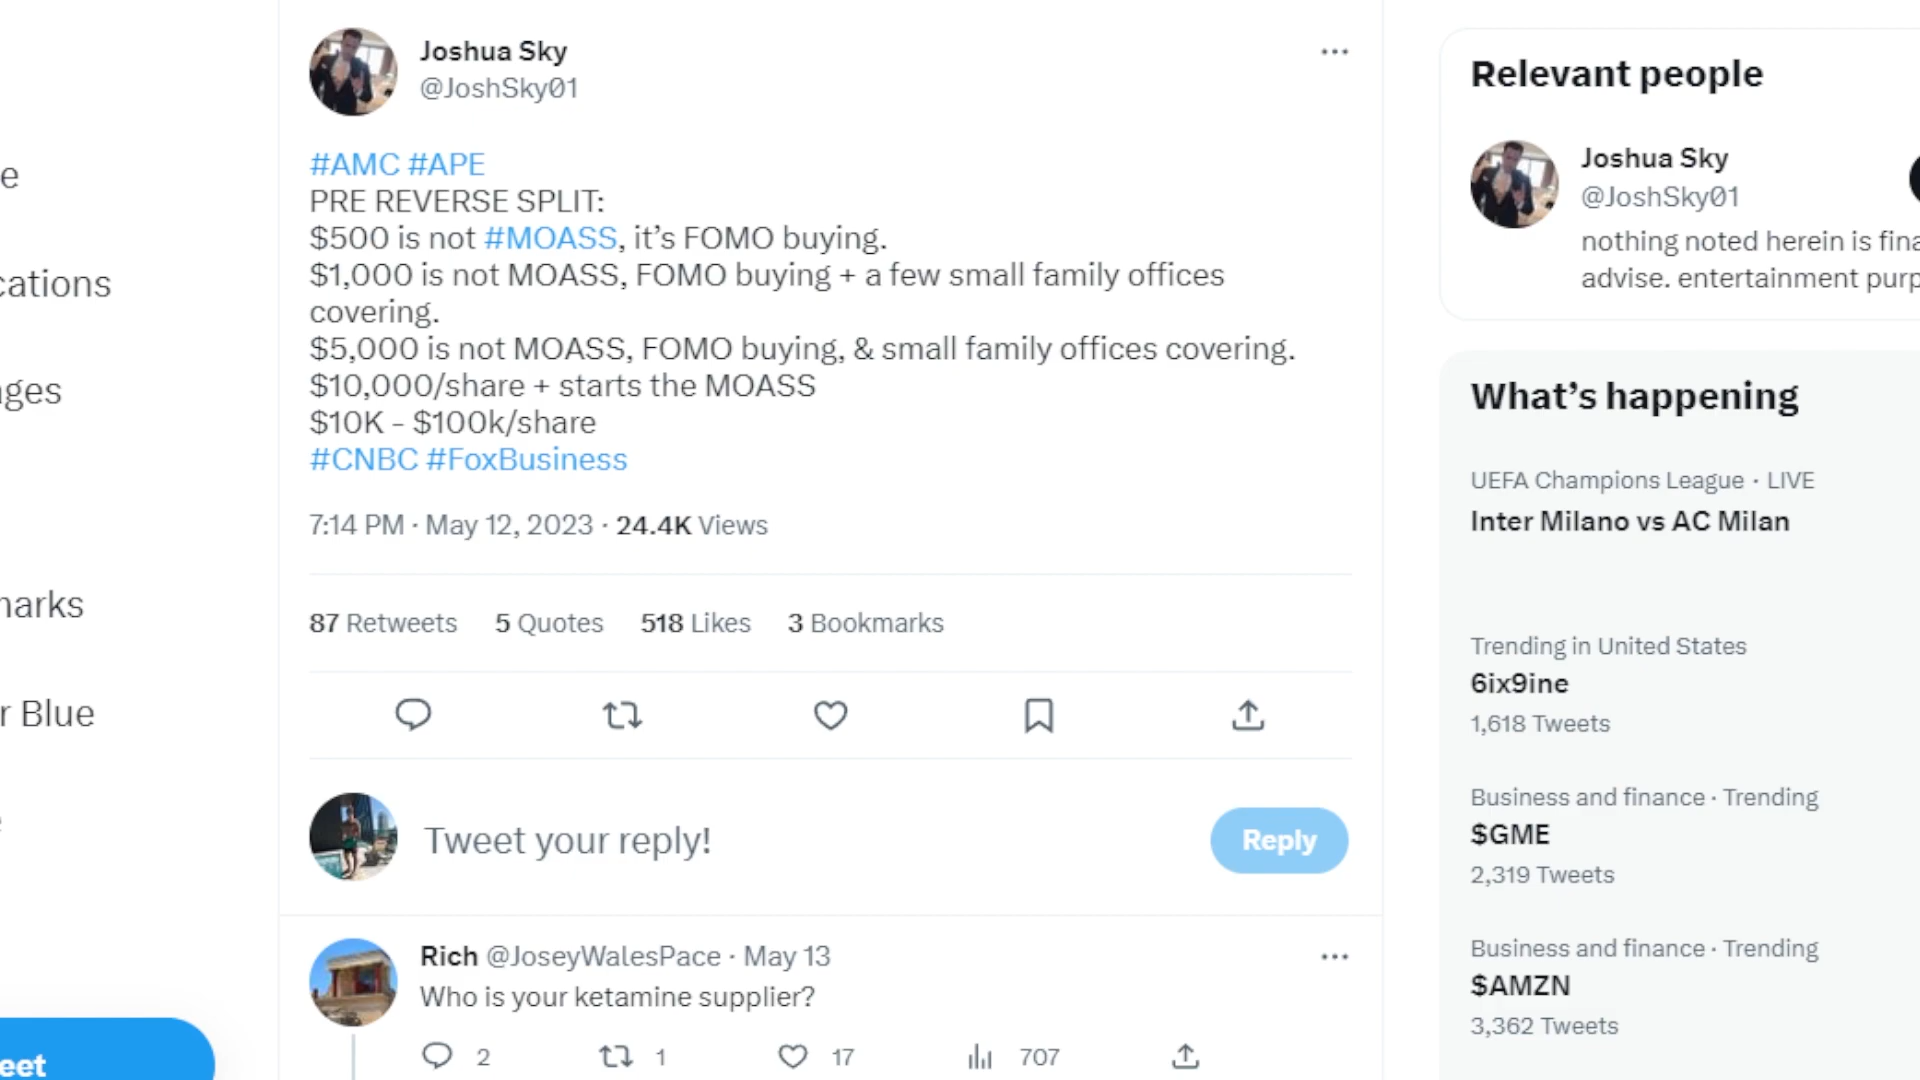 e
cations
ages
marks
r Blue
e
eet
Joshua Sky
@JoshSky01
#AMC #APE
PRE REVERSE SPLIT:
$500 is not #MOASS, it’s FOMO buying.
$1,000 is not MOASS, FOMO buying + a few small family offices
covering.
$5,000 is not MOASS, FOMO buying, & small family offices covering.
$10,000/share + starts the MOASS
$10K - $100k/share
#CNBC #FoxBusiness
7:14 PM · May 12, 2023 · 24.4K Views
87 Retweets 5 Quotes 518 Likes 3 Bookmarks
Tweet your reply!
Reply
Rich @JoseyWalesPace · May 13
Who is your ketamine supplier?
2 1 17 707
Relevant people
Joshua Sky
@JoshSky01
nothing noted herein is fina
advise. entertainment purp
What’s happening
UEFA Champions League · LIVE
Inter Milano vs AC Milan
Trending in United States
6ix9ine
1,618 Tweets
Business and finance · Trending
$GME
2,319 Tweets
Business and finance · Trending
$AMZN
3,362 Tweets